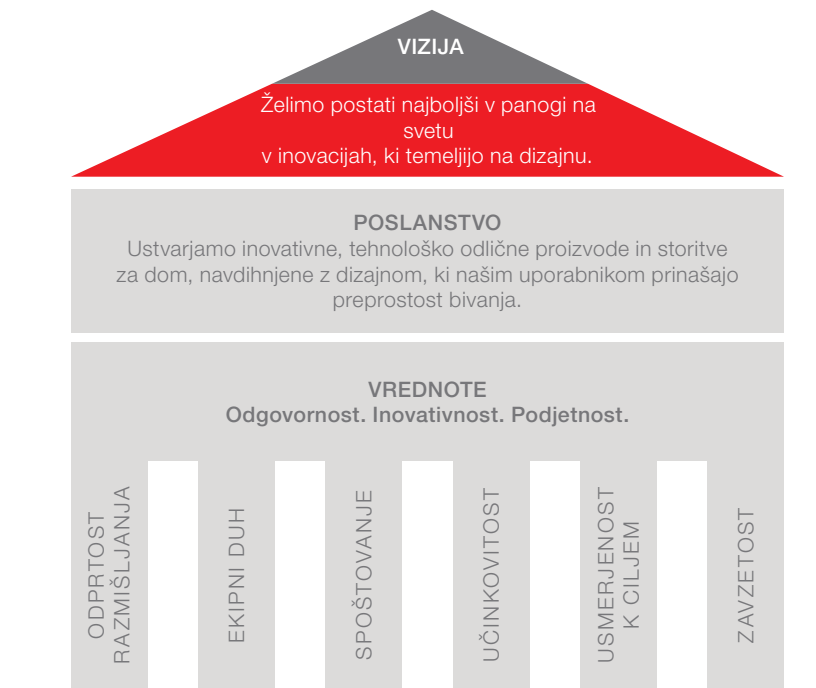 VIZIJA
Želimo postati najboljši v panogi na
svetu
v inovacijah, ki temeljijo na dizajnu.
POSLANSTVO
Ustvarjamo inovativne, tehnološko odlične proizvode in storitve
za dom, navdihnjene z dizajnom, ki našim uporabnikom prinašajo
preprostost bivanja.
VREDNOTE
Odgovornost. Inovativnost. Podjetnost.
ODPRTOST
RAZMIŠLJANJA
EKIPNI DUH
SPOŠTOVANJE
UČINKOVITOST
USMERJENOST
K CILJEM
ZAVZETOST